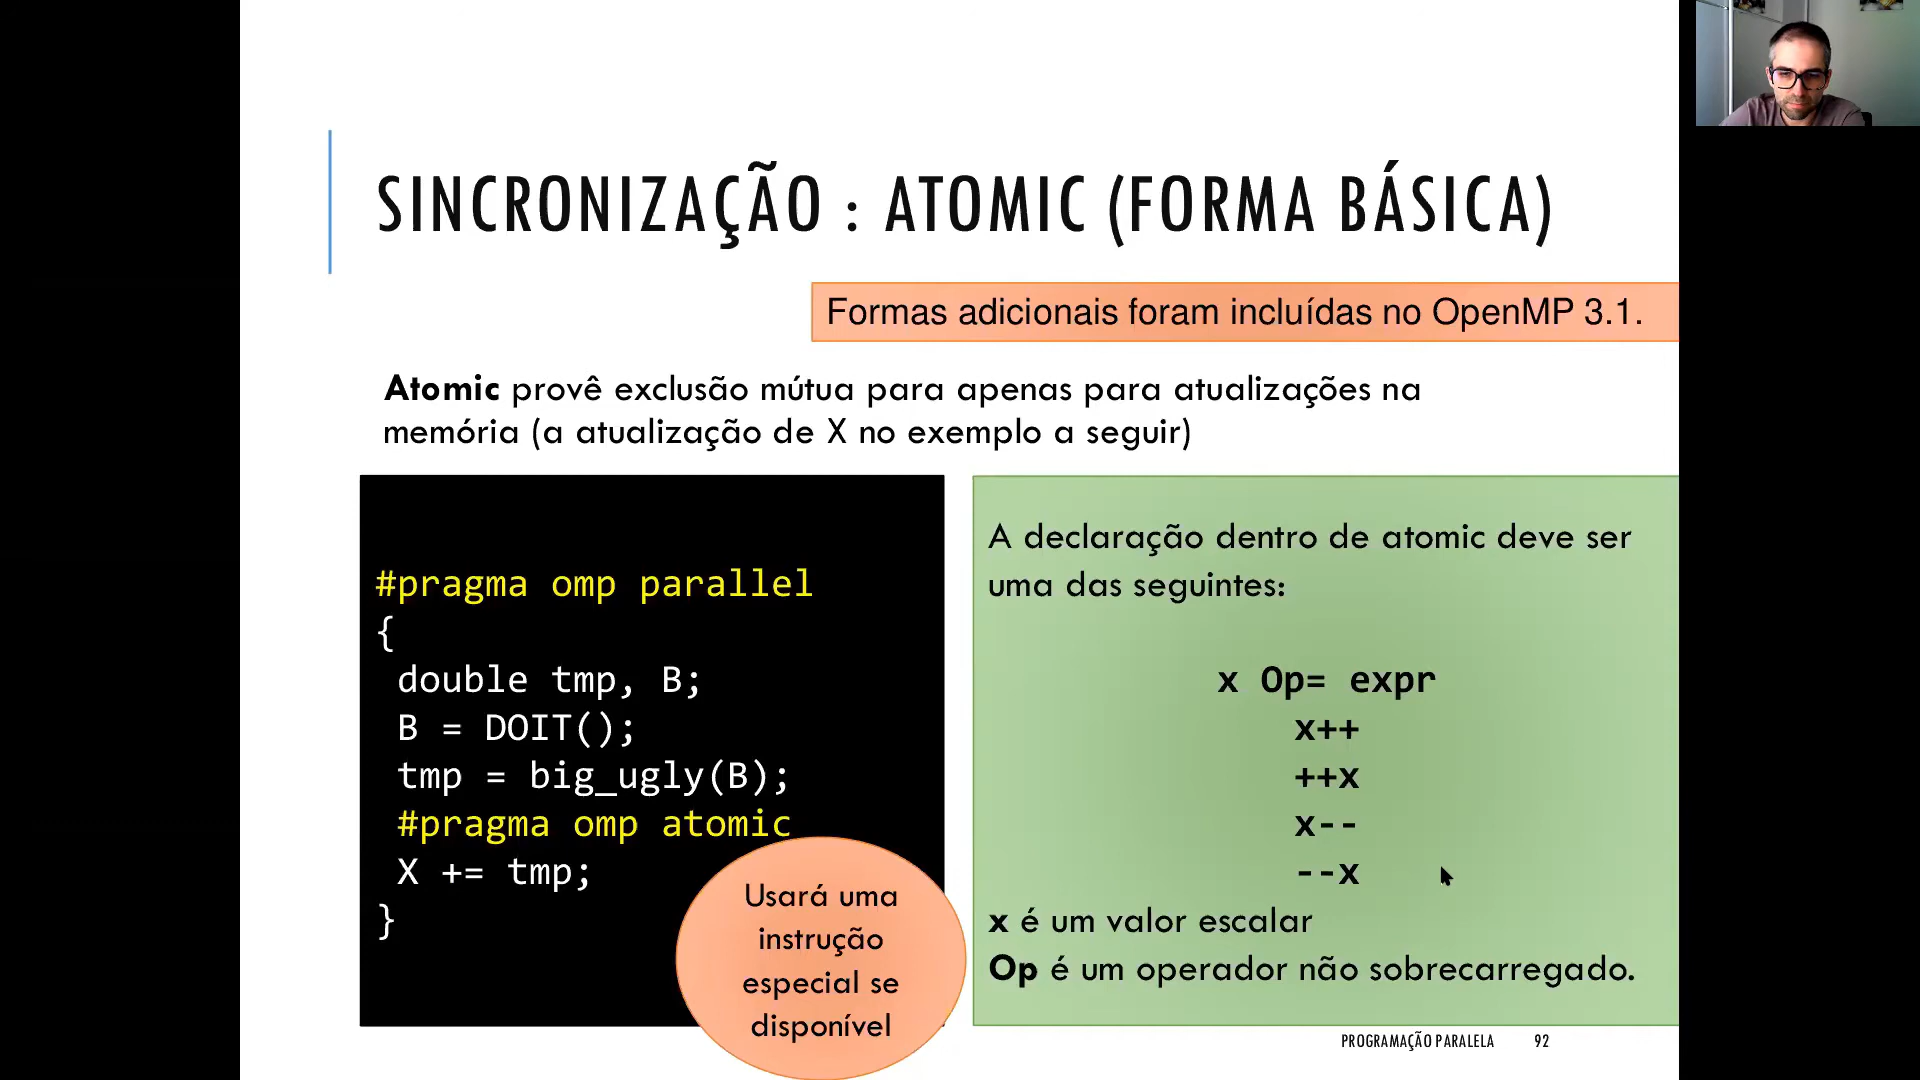 SINCRONIZAÇÃO : ATOMIC (FORMA BÁSICA)
Formas adicionais foram incluídas no OpenMP 3.1.
Atomic provê exclusão mútua para apenas para atualizações na
memória (a atualização de X no exemplo a seguir)
#pragma omp parallel
{
double tmp, B;
B = DOIT();
tmp = big_ugly(B);
#pragma omp atomic
X += tmp;
}
Usará uma
instrução
especial se
disponível
A declaração dentro de atomic deve ser
uma das seguintes:
x Op= expr
x++
++x
x--
--x
x é um valor escalar
Op é um operador não sobrecarregado.
PROGRAMAÇÃO PARALELA 92